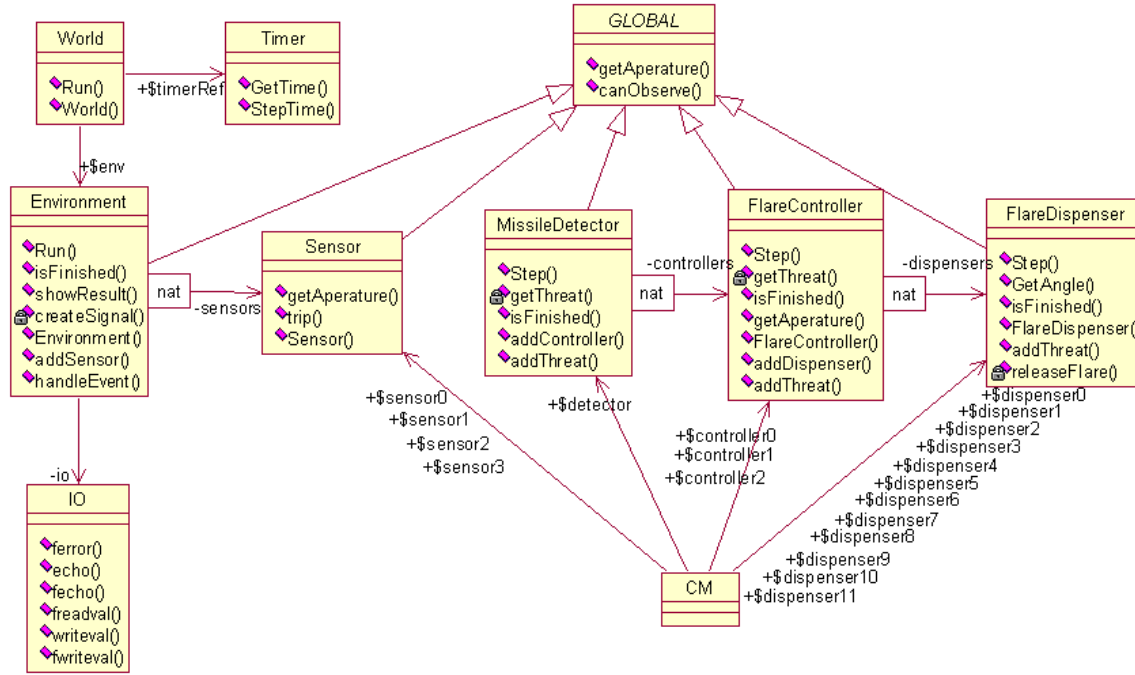 GLOBAL
getAperature()
canObserve()
World
Run()
World()
+$timerRef
Timer
GetTime()
StepTime()
+$env
Environment
Run()
isFinished()
showResult()
createSignal()
Environment()
addSensor()
handleEvent()
nat
-sensors
Sensor
getAperature()
trip()
Sensor()
MissileDetector
Step()
getThreat()
isFinished()
addController()
addThreat()
-controllers
nat
FlareController
Step()
getThreat()
isFinished()
getAperature()
FlareController()
addDispenser()
addThreat()
-dispensers
nat
FlareDispenser
Step()
GetAngle()
isFinished()
FlareDispenser()
addThreat()
releaseFlare()
+$sensor0
+$sensor1
+$sensor2
+$sensor3
+$detector
+$controller0
+$controller1
+$controller2
+$dispenser0
+$dispenser1
+$dispenser2
+$dispenser3
+$dispenser4
+$dispenser5
+$dispenser6
+$dispenser7
+$dispenser8
+$dispenser9
+$dispenser10
+$dispenser11
-io
IO
ferror()
echo()
fecho()
freadval()
writeval()
fwriteval()
CM